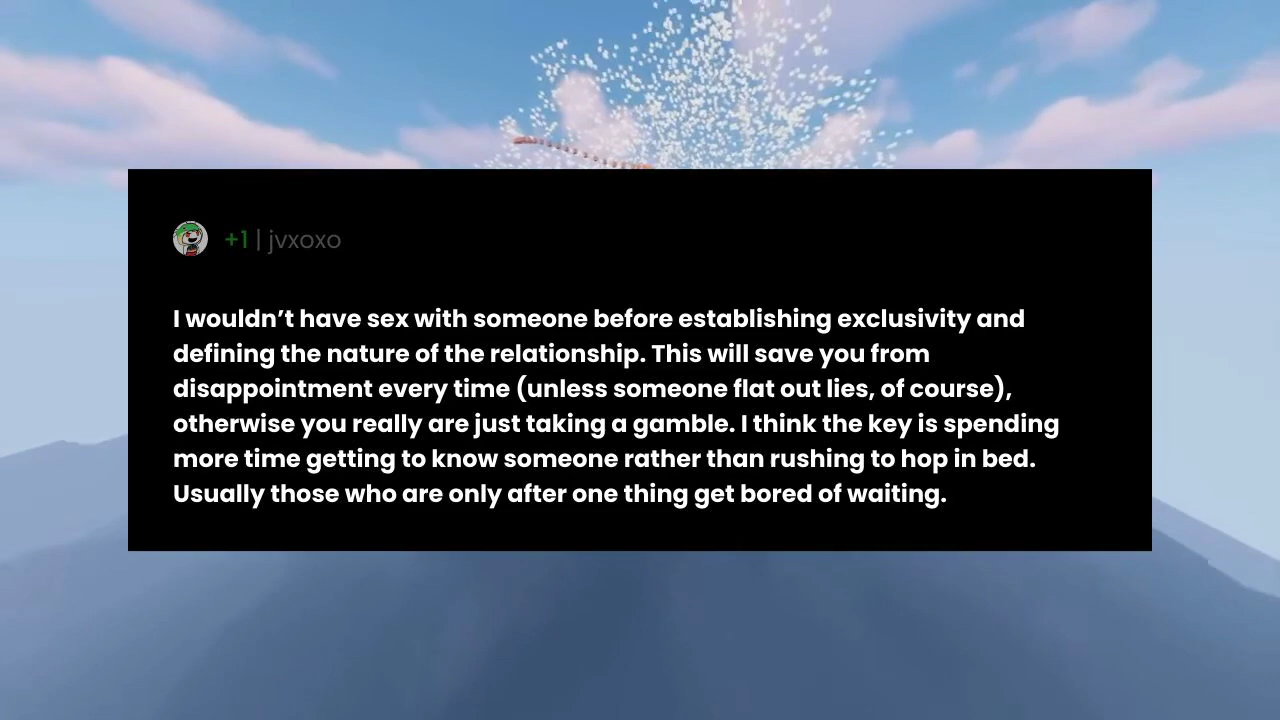 +1 | jvxoxo
I wouldn’t have sex with someone before establishing exclusivity and
defining the nature of the relationship. This will save you from
disappointment every time (unless someone flat out lies, of course),
otherwise you really are just taking a gamble. I think the key is spending
more time getting to know someone rather than rushing to hop in bed.
Usually those who are only after one thing get bored of waiting.